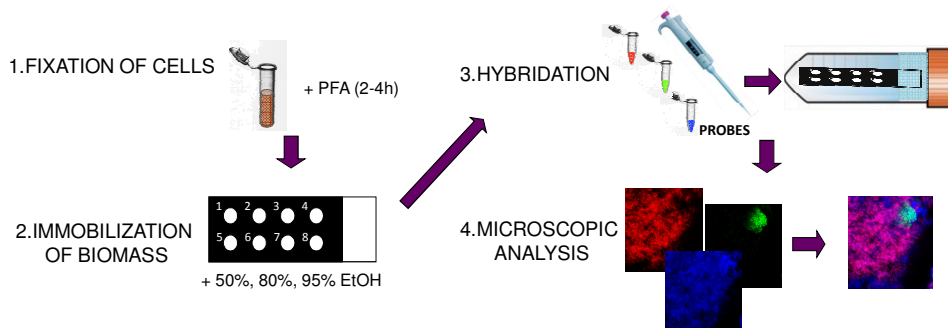 1.FIXATION OF CELLS
+ PFA (2-4h)
2.IMMOBILIZATION
OF BIOMASS
1 2 3 4
5 6 7 8
+ 50%, 80%, 95% EtOH
3.HYBRIDATION
PROBES
4.MICROSCOPIC
ANALYSIS